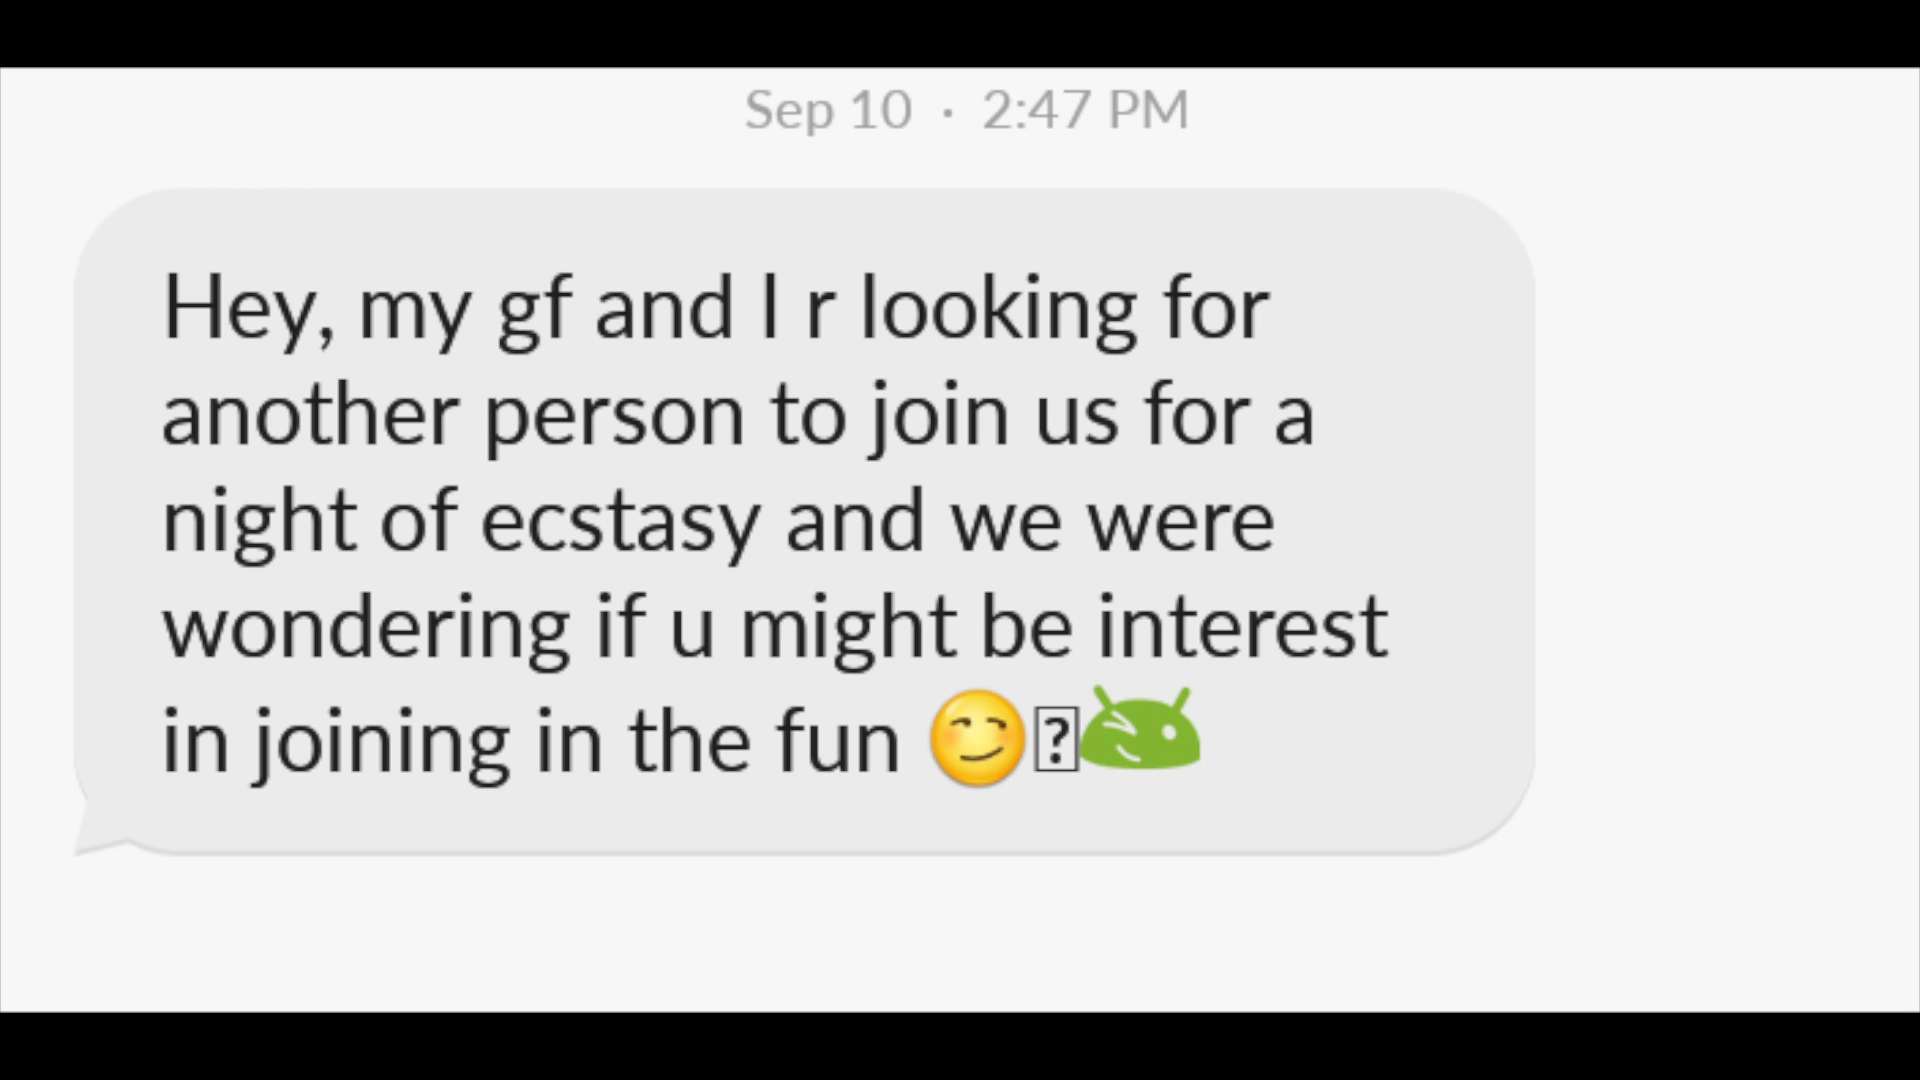 Sep 10 · 2:47 PM
Hey, my gf and I r looking for
another person to join us for a
night of ecstasy and we were
wondering if u might be interest
in joining in the fun 😏